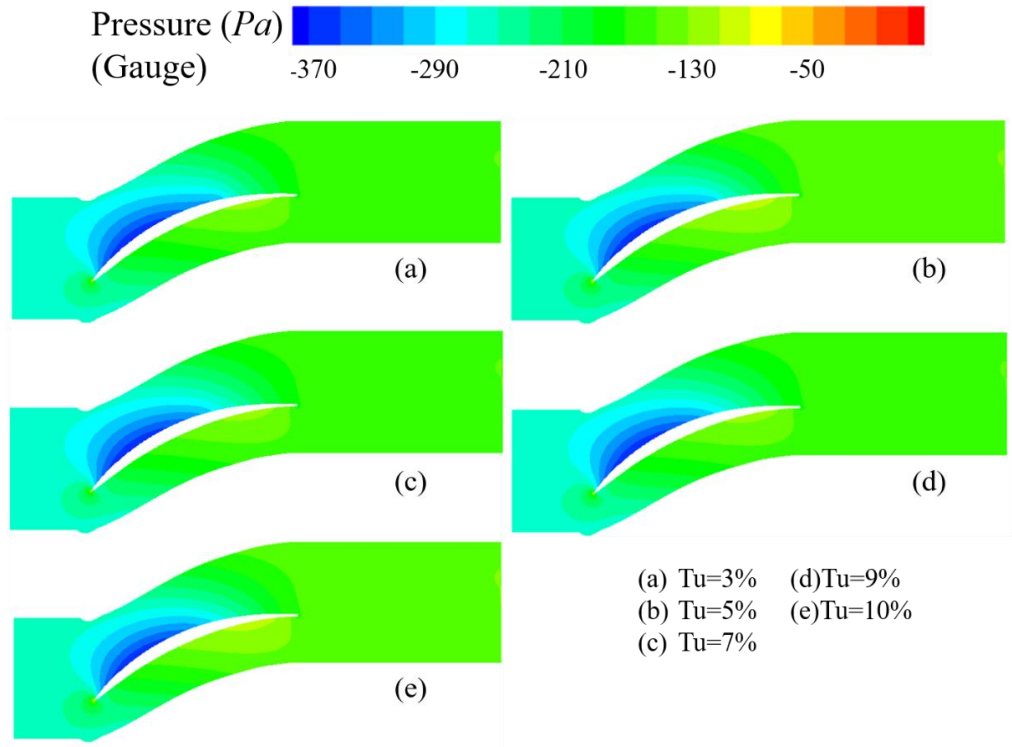 Pressure (Pa)
(Gauge)
-370 -290 -210 -130 -50
(a) (b)
(c) (d)
(e)
(a) Tu=3% (d)Tu=9%
(b) Tu=5% (e)Tu=10%
(c) Tu=7%